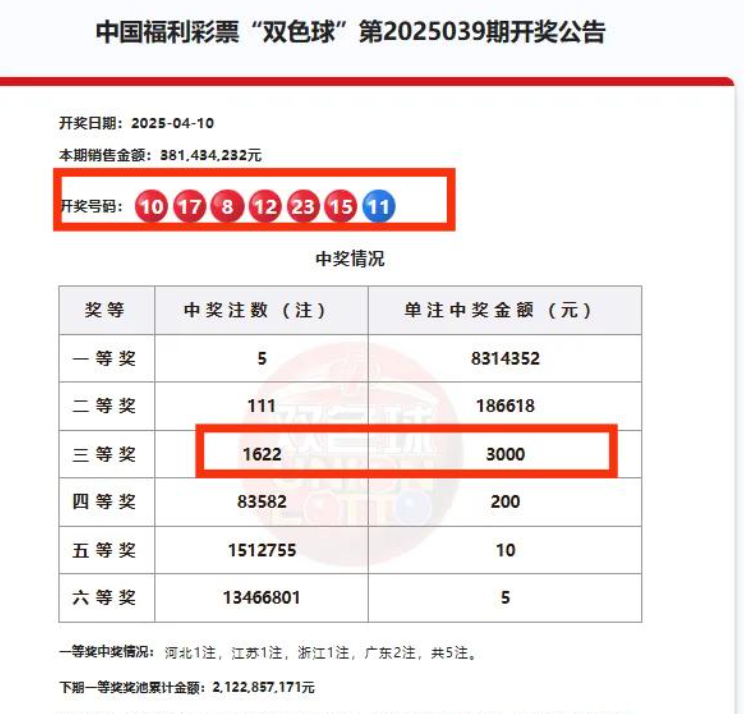 中国福利彩票“双色球”第2025039期开奖公告
开奖日期：2025-04-10
本期销售金额：381,434,232元
开奖号码： 10 17 8 12 23 15 11
中奖情况
奖等 中奖注数（注） 单注中奖金额（元）
一等奖 5 8314352
二等奖 111 186618
三等奖 1622 3000
四等奖 83582 200
五等奖 1512755 10
六等奖 13466801 5
双色球
UNION
LOTTO
一等奖中奖情况：河北1注，江苏1注，浙江1注，广东2注，共5注。
下期一等奖奖池累计金额：2,122,857,171元